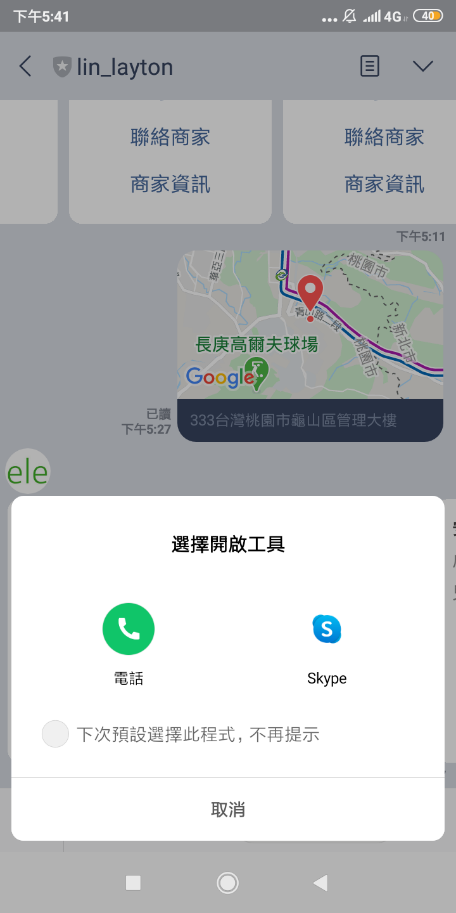 下午5:41
4G
40
lin_layton
聯絡商家
聯絡商家
商家資訊
商家資訊
下午5:11
桃園市
青山路二段
新北市
桃園市
長庚高爾夫球場
Google
已讀
下午5:27
333台灣桃園市龜山區管理大樓
ele
選擇開啟工具
電話
Skype
下次預設選擇此程式，不再提示
取消